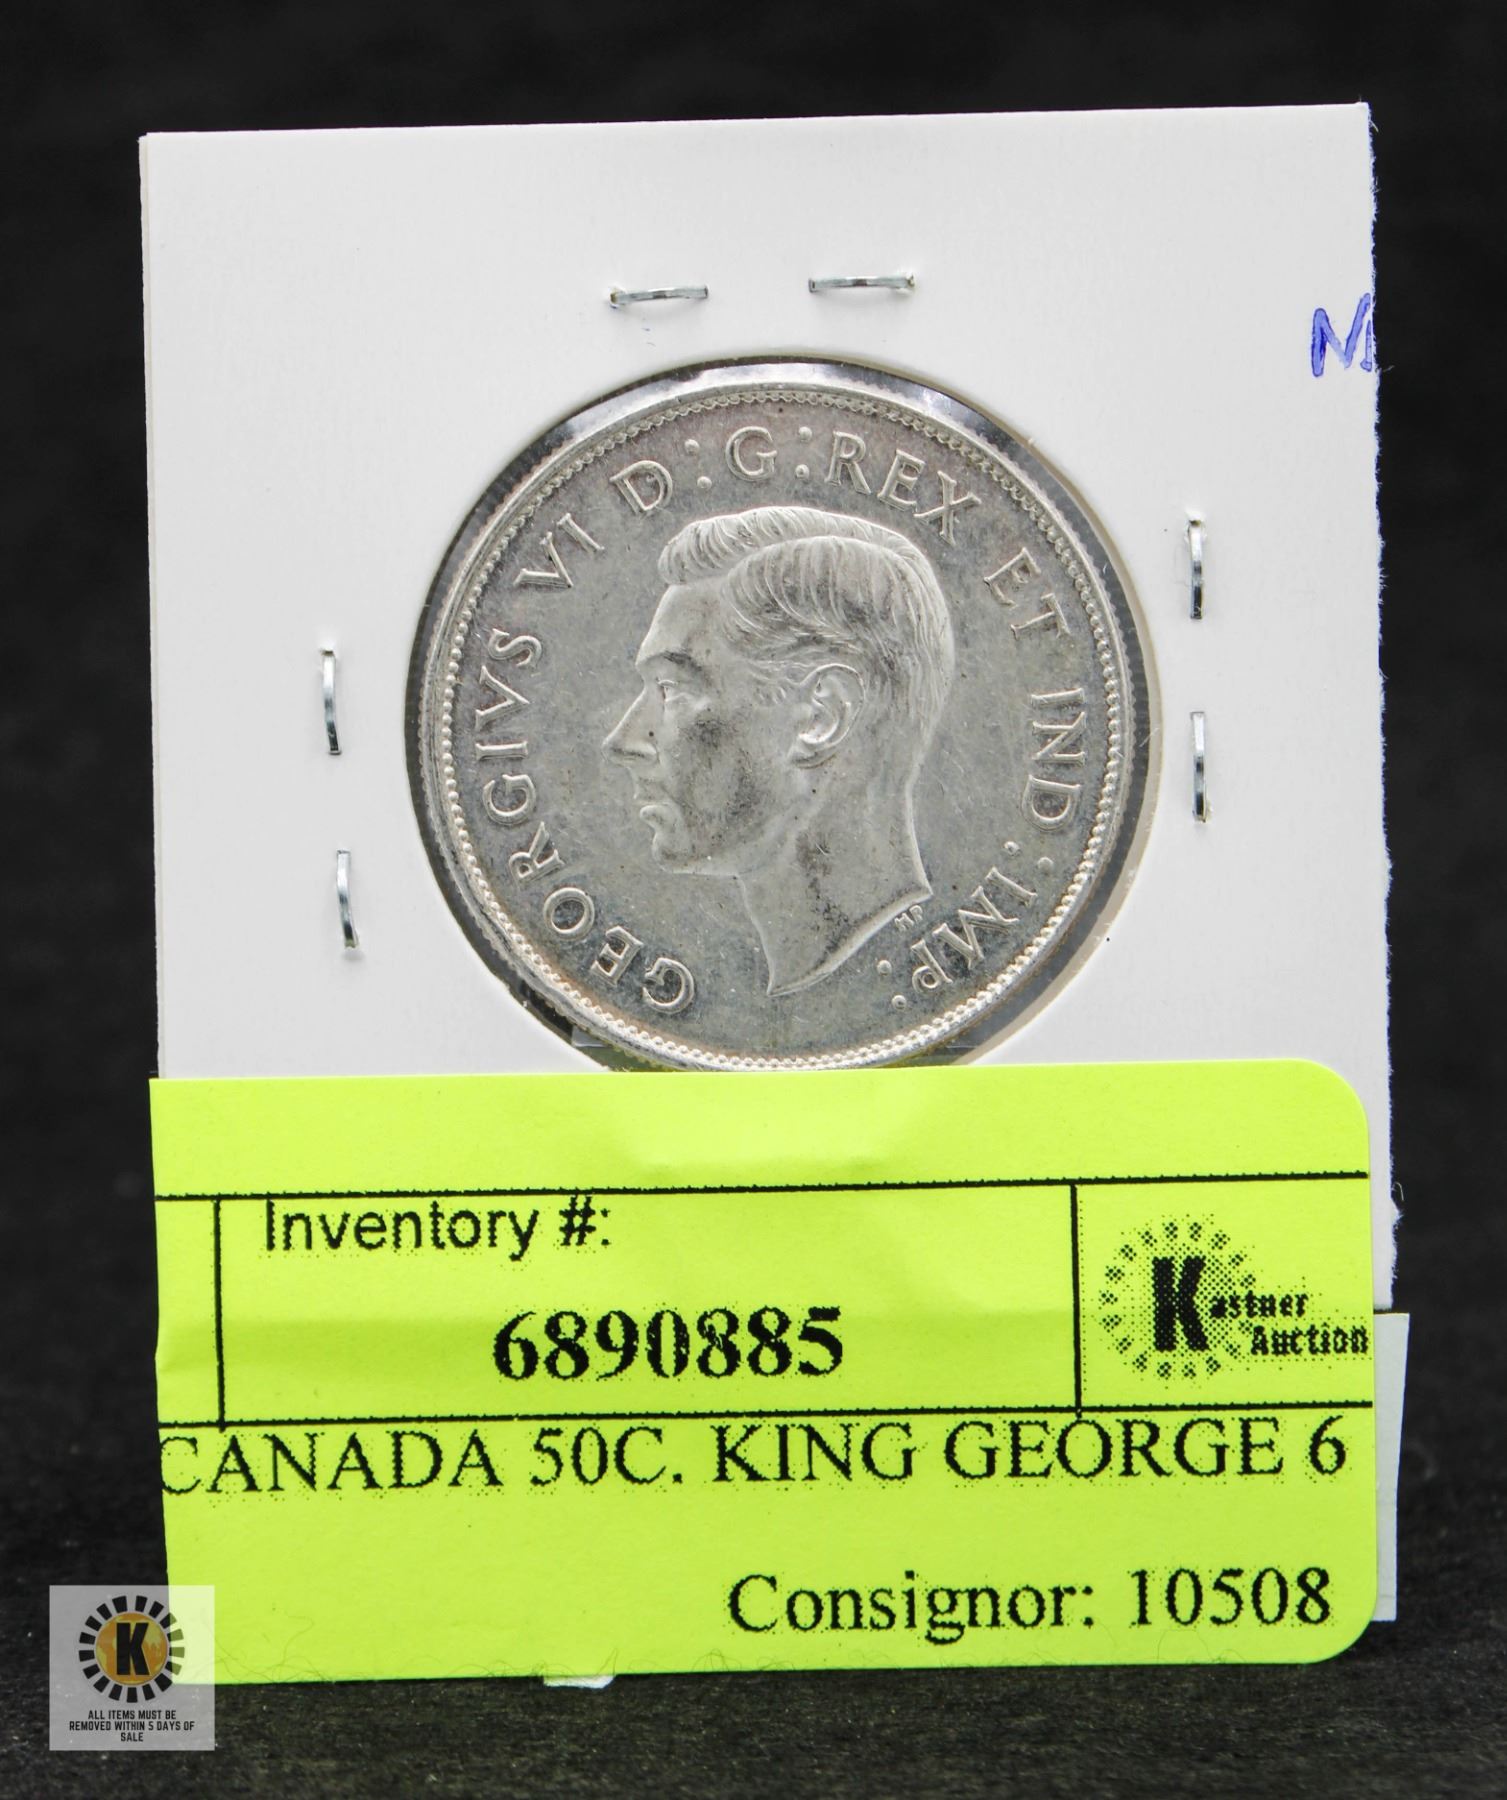 GEORGIVS VI D:G:REX ET IND:IMP:
HP
Inventory #:
6890885
Kastner
Auction
CANADA 50C. KING GEORGE 6
Consignor: 10508
K
ALL ITEMS MUST BE
REMOVED WITHIN 5 DAYS OF
SALE